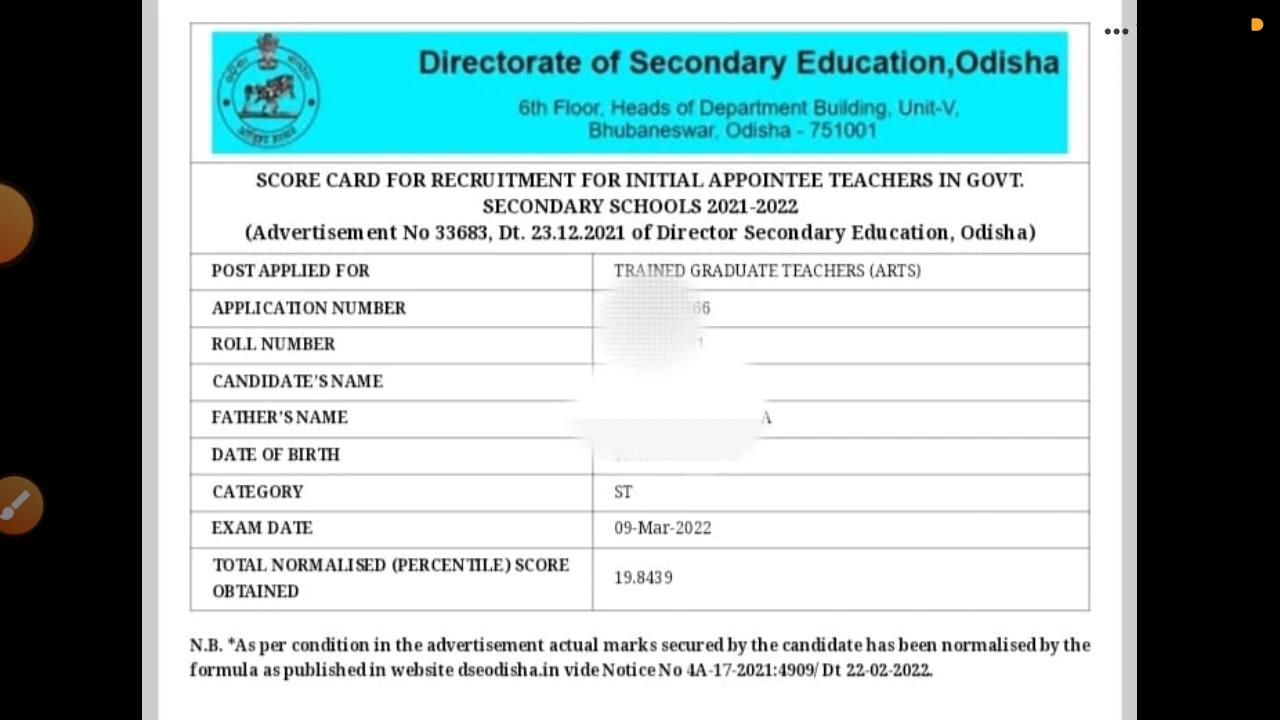 Directorate of Secondary Education,Odisha
6th Floor, Heads of Department Building, Unit-V,
Bhubaneswar, Odisha - 751001
SCORE CARD FOR RECRUITMENT FOR INITIAL APPOINTEE TEACHERS IN GOVT.
SECONDARY SCHOOLS 2021-2022
(Advertisement No 33683, Dt. 23.12.2021 of Director Secondary Education, Odisha)
POST APPLIED FOR TRAINED GRADUATE TEACHERS (ARTS)
APPLICATION NUMBER 66
ROLL NUMBER
CANDIDATE'S NAME
FATHER'S NAME A
DATE OF BIRTH
CATEGORY ST
EXAM DATE 09-Mar-2022
TOTAL NORMALISED (PERCENTILE) SCORE
OBTAINED 19.8439
N.B. *As per condition in the advertisement actual marks secured by the candidate has been normalised by the
formula as published in website dseodisha.in vide Notice No 4A-17-2021:4909/ Dt 22-02-2022.